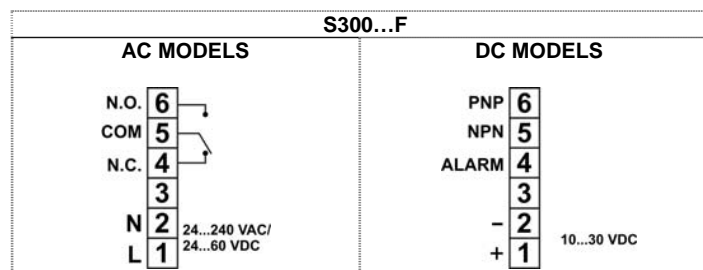 S300...F
AC MODELS
N.O. 6
COM 5
N.C. 4
3
N 2 24...240 VAC/
L 1 24...60 VDC
DC MODELS
PNP 6
NPN 5
ALARM 4
3
– 2
+ 1
10...30 VDC